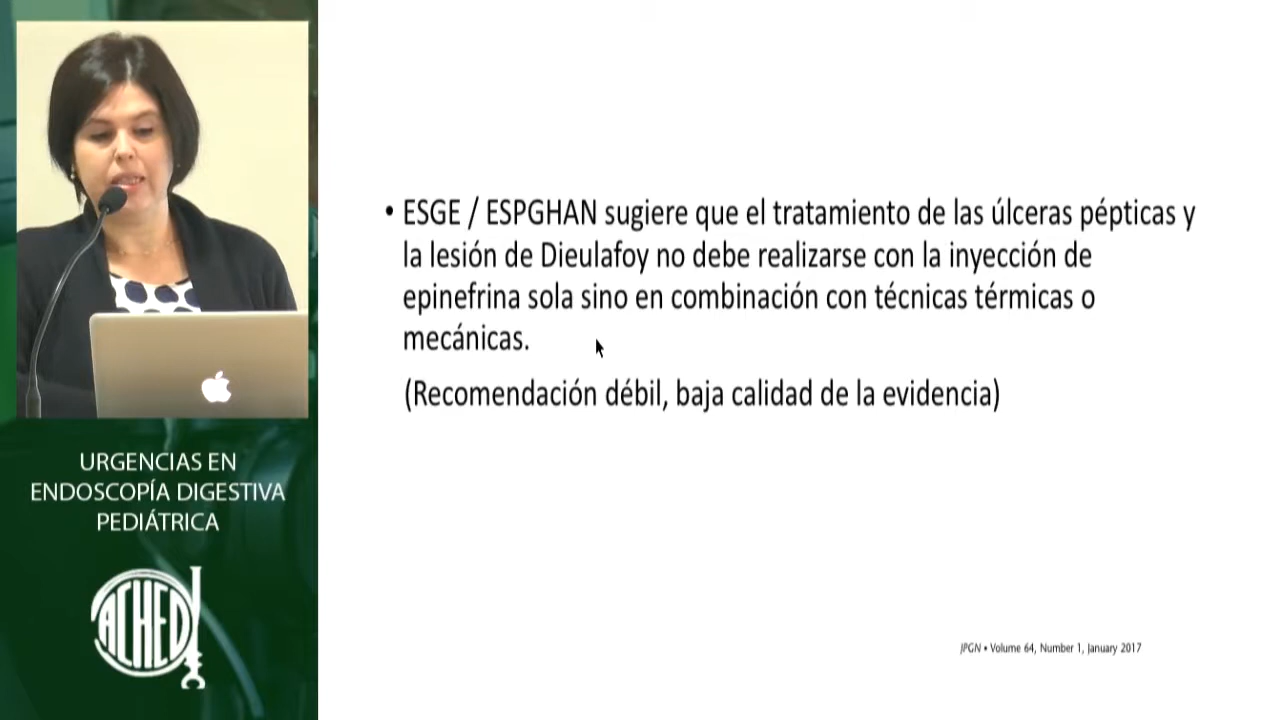 • ESGE / ESPGHAN sugiere que el tratamiento de las úlceras pépticas y
la lesión de Dieulafoy no debe realizarse con la inyección de
epinefrina sola sino en combinación con técnicas térmicas o
mecánicas.
(Recomendación débil, baja calidad de la evidencia)
JPGN • Volume 64, Number 1, January 2017
URGENCIAS EN
ENDOSCOPÍA DIGESTIVA
PEDIÁTRICA
ACHED